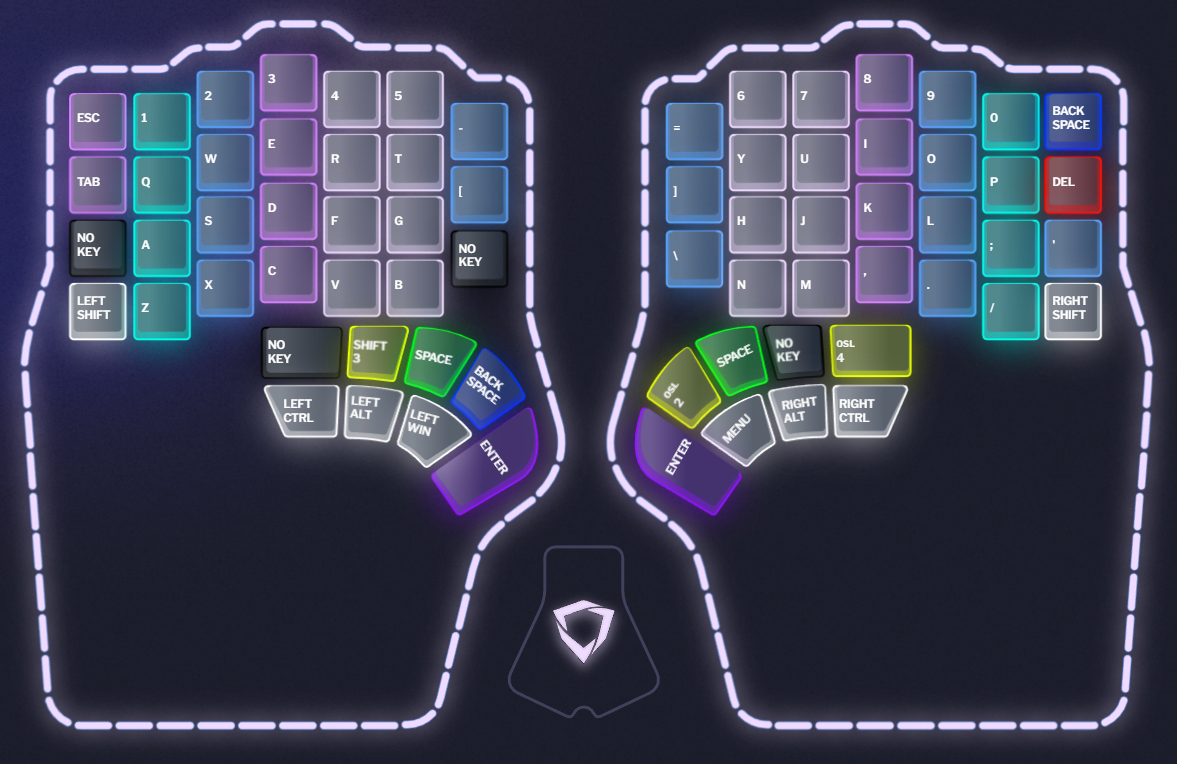 3
8
2
4
5
6
7
9
ESC
1
-
=
0
BACK
SPACE
E
I
W
R
T
Y
U
O
TAB
Q
[
]
P
DEL
D
K
S
F
G
H
J
L
NO
KEY
A
NO
KEY
\
;
'
C
,
X
V
B
N
M
.
LEFT
SHIFT
Z
/
RIGHT
SHIFT
NO
KEY
SHIFT
3
SPACE
BACK
SPACE
OSL
2
SPACE
NO
KEY
OSL
4
LEFT
CTRL
LEFT
ALT
LEFT
WIN
ENTER
ENTER
MENU
RIGHT
ALT
RIGHT
CTRL